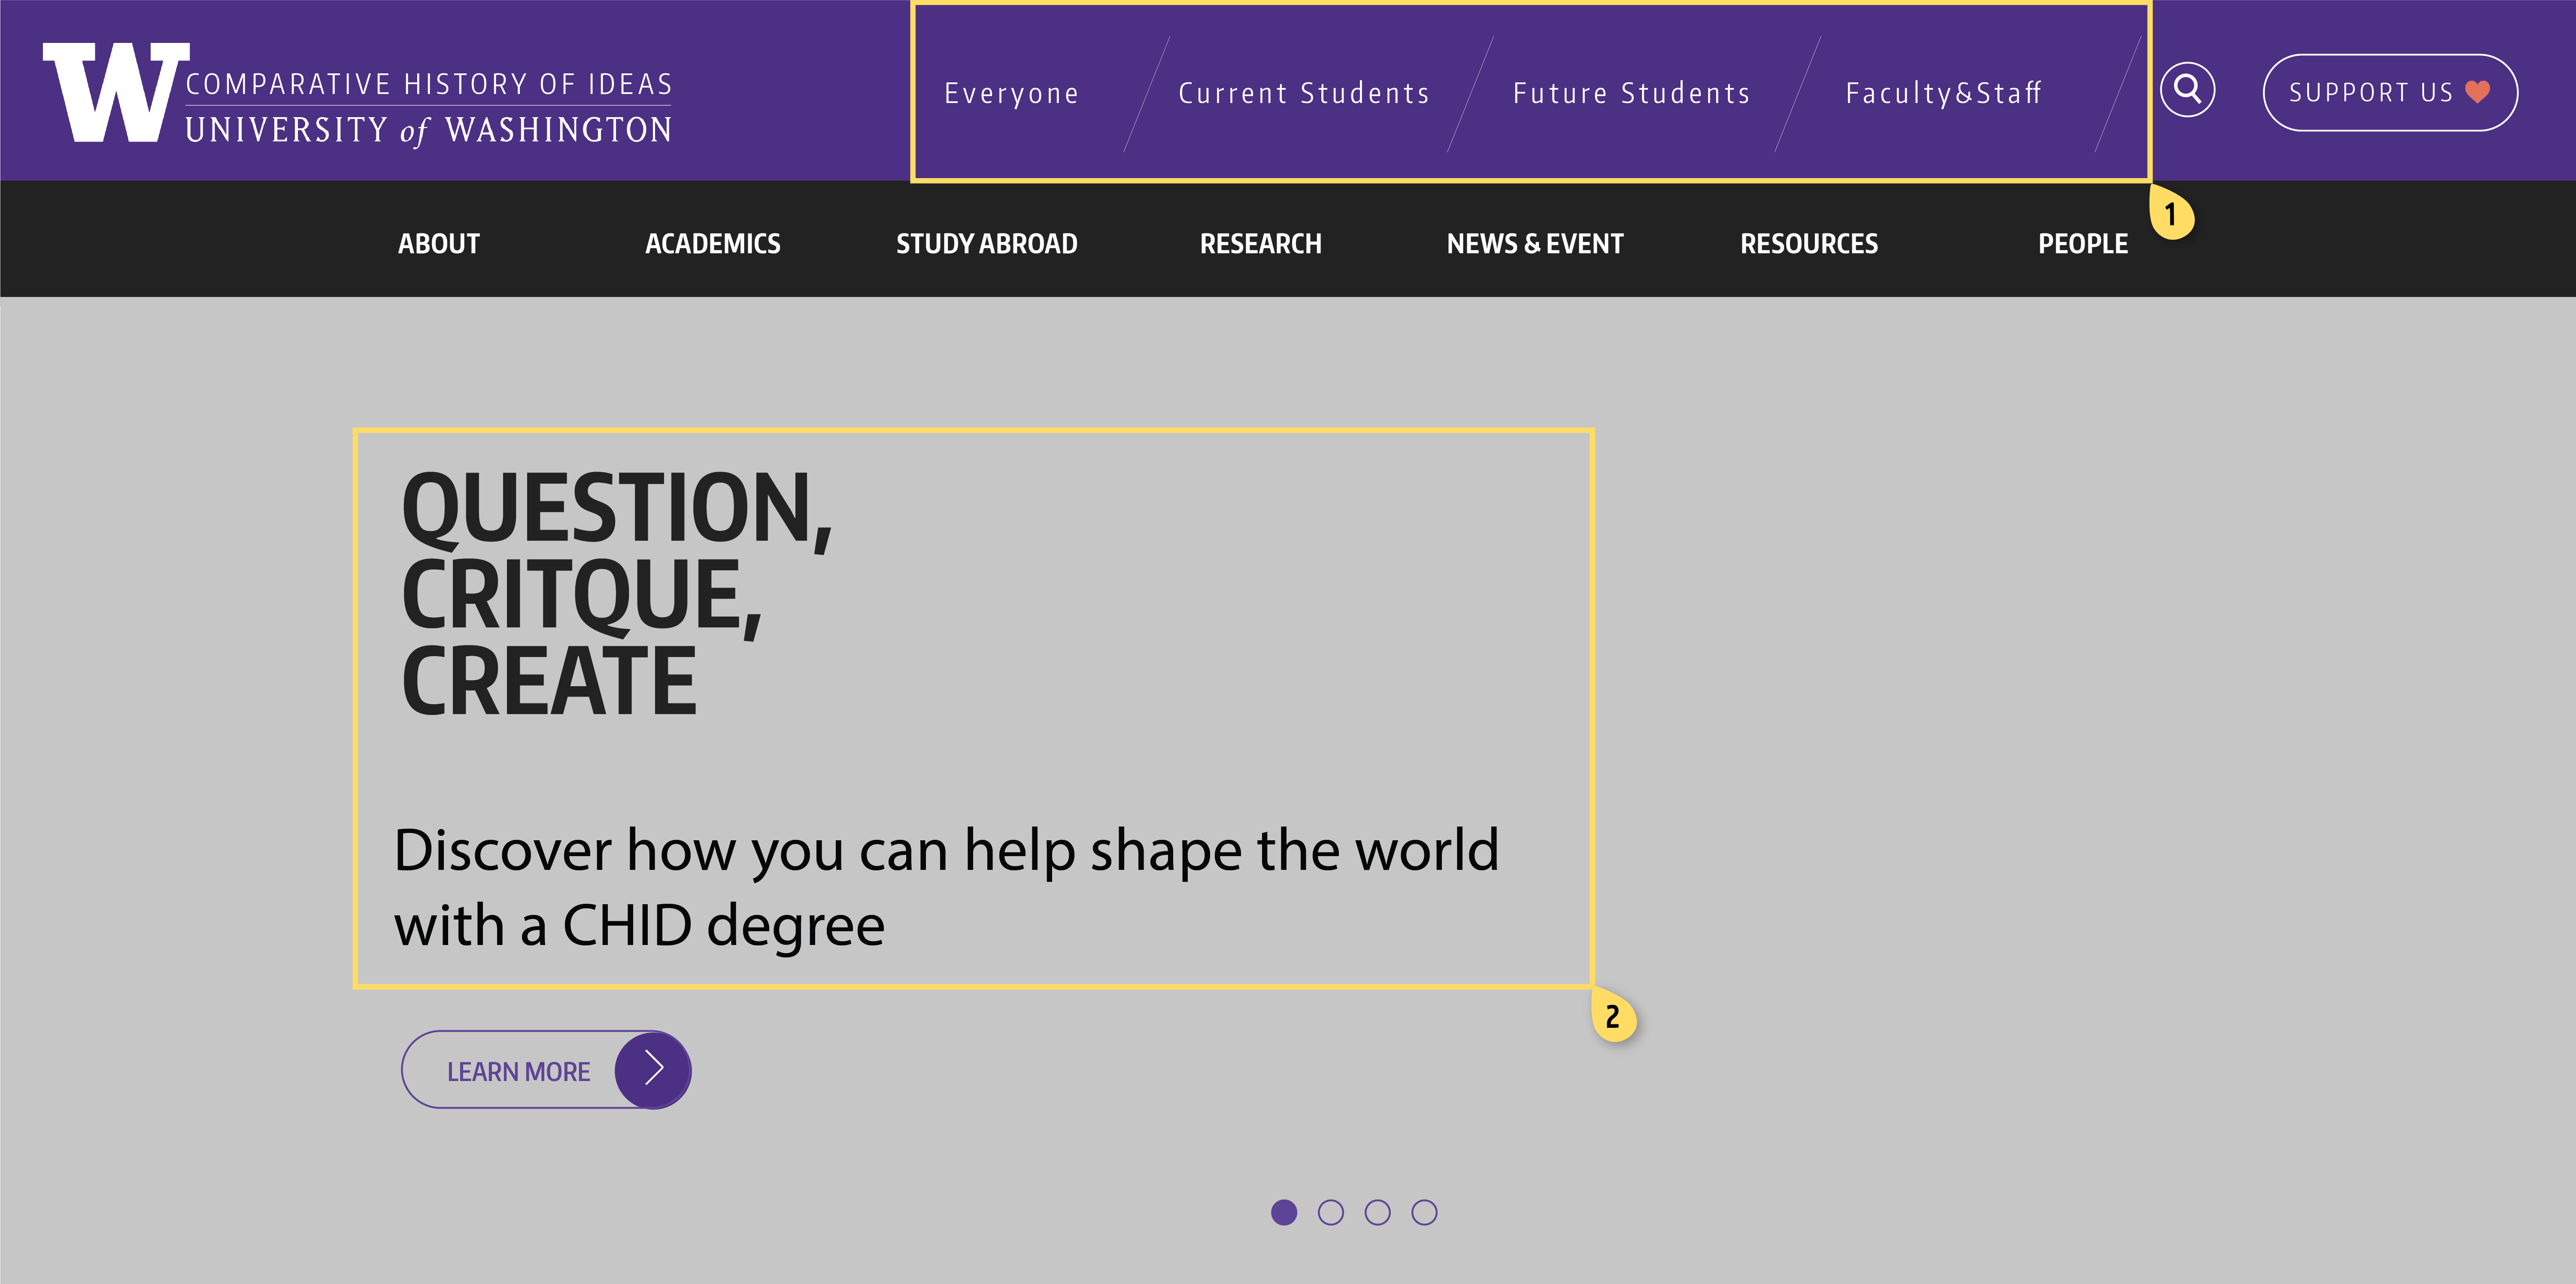 W COMPARATIVE HISTORY OF IDEAS
UNIVERSITY of WASHINGTON
Everyone Current Students Future Students Faculty&Staff SUPPORT US
1
ABOUT ACADEMICS STUDY ABROAD RESEARCH NEWS & EVENT RESOURCES PEOPLE
QUESTION,
CRITQUE,
CREATE
Discover how you can help shape the world
with a CHID degree
2
LEARN MORE